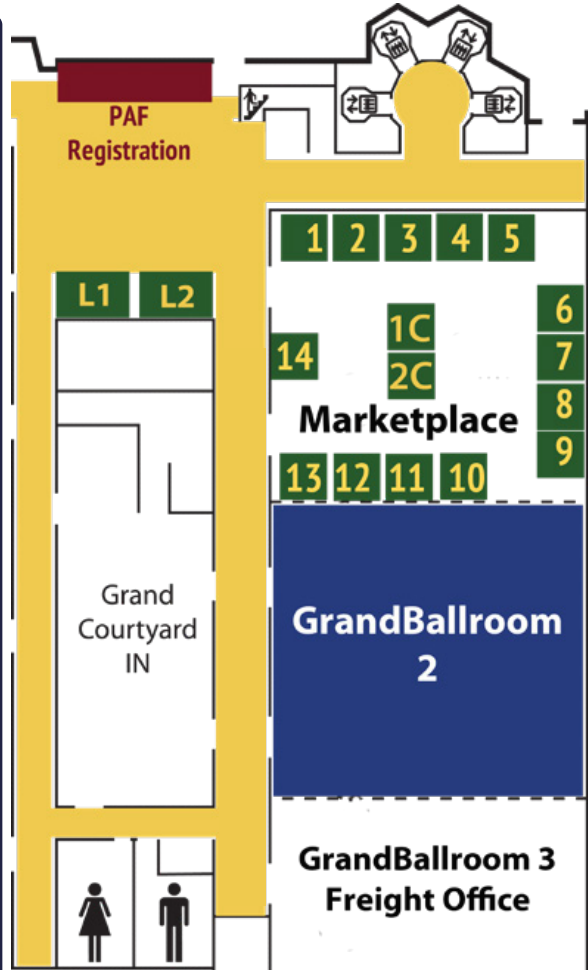 PAF
Registration
L1
L2
1
2
3
4
5
6
7
8
9
14
1C
2C
Marketplace
13
12
11
10
Grand
Courtyard
IN
GrandBallroom
2
GrandBallroom 3
Freight Office